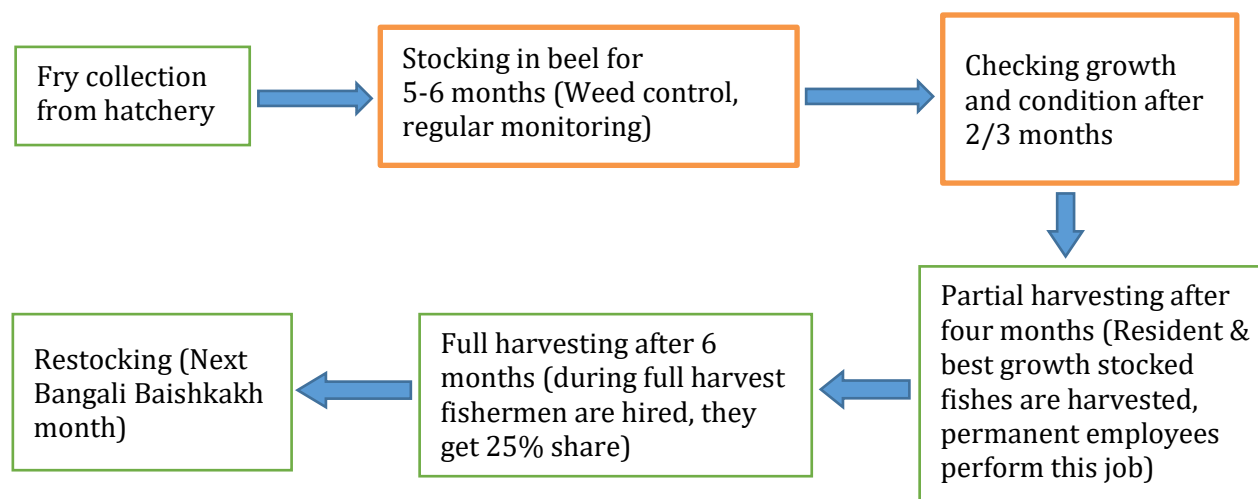 Fry collection
from hatchery
Stocking in beel for
5-6 months (Weed control,
regular monitoring)
Checking growth
and condition after
2/3 months
Partial harvesting after
four months (Resident &
best growth stocked
fishes are harvested,
permanent employees
perform this job)
Full harvesting after 6
months (during full harvest
fishermen are hired, they
get 25% share)
Restocking (Next
Bangali Baishkakh
month)